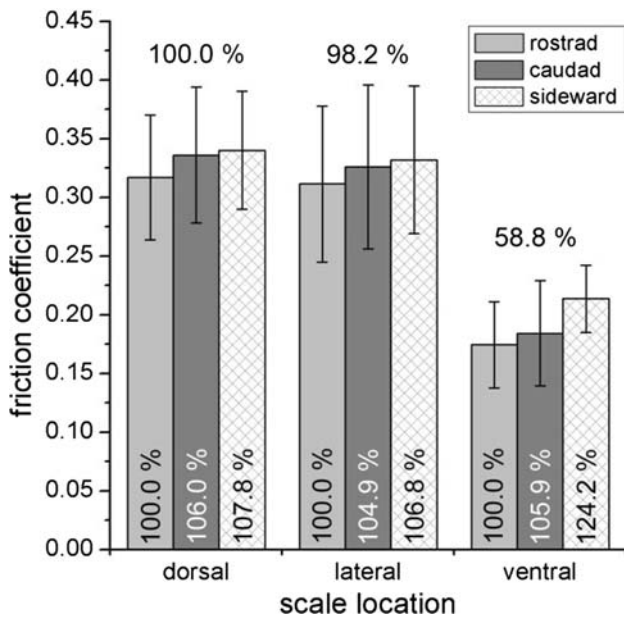 0.45
0.40
0.35
0.30
0.25
0.20
0.15
0.10
0.05
0.00
friction coefficient
100.0 %
98.2 %
58.8 %
rostrad
caudad
sideward
100.0 %
106.0 %
107.8 %
100.0 %
104.9 %
106.8 %
100.0 %
105.9 %
124.2 %
dorsal
lateral
ventral
scale location